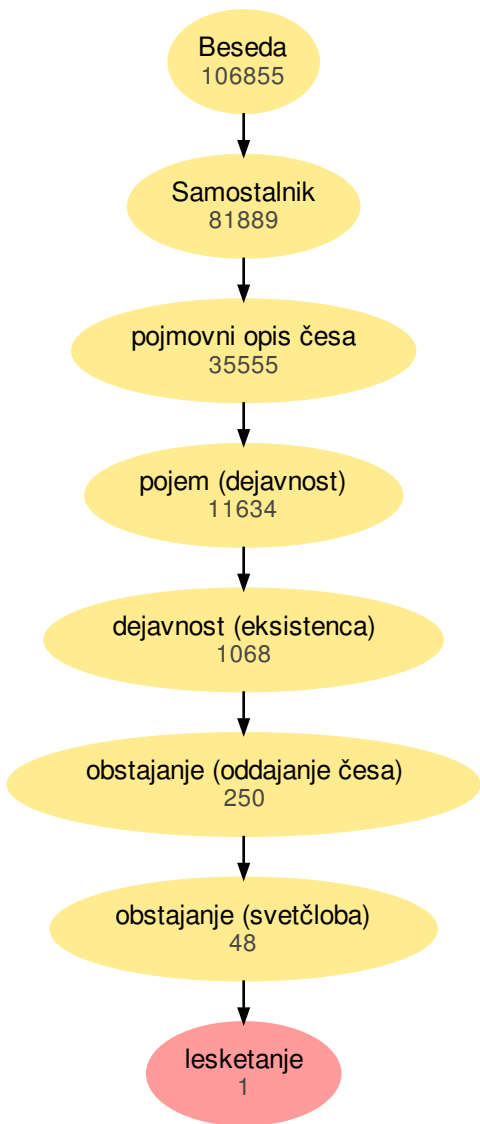 Beseda
106855
Samostalnik
81889
pojmovni opis česa
35555
pojem (dejavnost)
11634
dejavnost (eksistenca)
1068
obstajanje (oddajanje česa)
250
obstajanje (svetčloba)
48
lesketanje
1